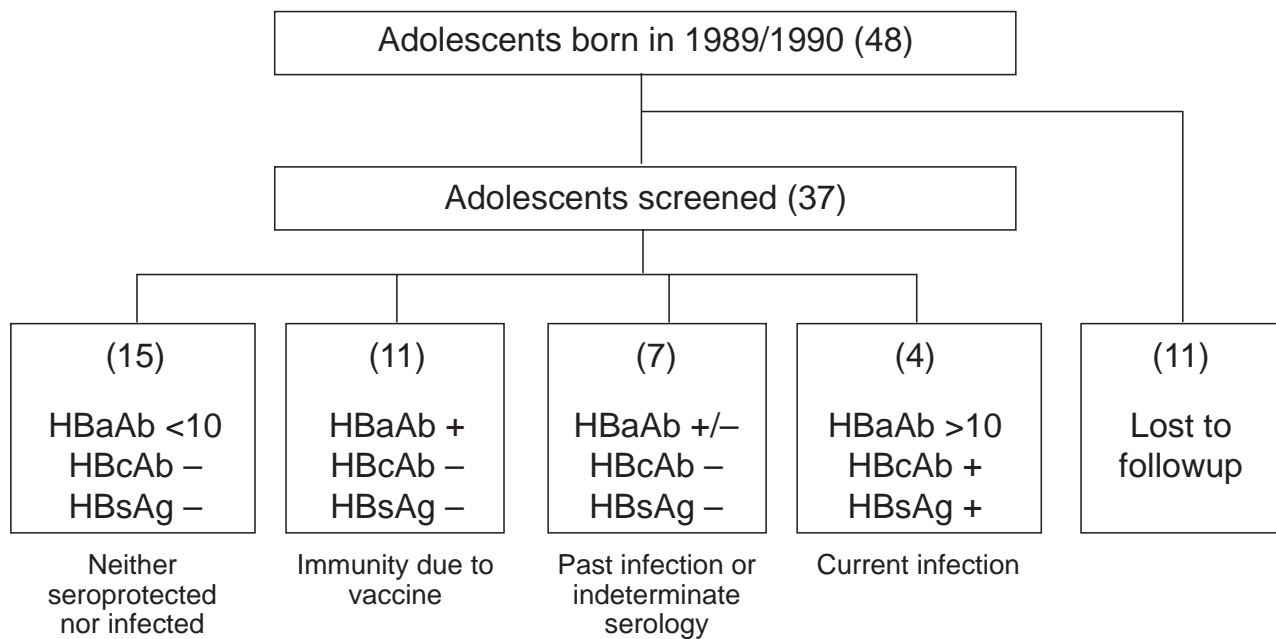 Adolescents born in 1989/1990 (48)
Adolescents screened (37)
(15)
HBaAb <10
HBcAb –
HBsAg –
Neither
seroprotected
nor infected
(11)
HBaAb +
HBcAb –
HBsAg –
Immunity due to
vaccine
(7)
HBaAb +/–
HBcAb –
HBsAg –
Past infection or
indeterminate
serology
(4)
HBaAb >10
HBcAb +
HBsAg +
Current infection
(11)
Lost to
followup